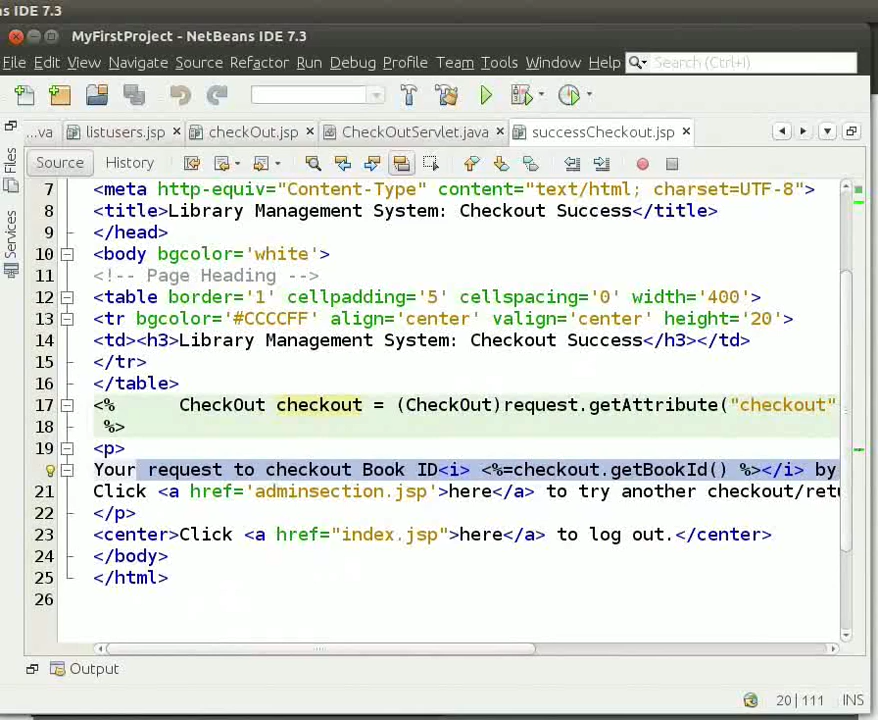 ns IDE 7.3
MyFirstProject - NetBeans IDE 7.3
File Edit View Navigate Source Refactor Run Debug Profile Team Tools Window Help Search (Ctrl+I)
...va listusers.jsp checkOut.jsp CheckOutServlet.java successCheckout.jsp
Files
Services
Source History
7 <meta http-equiv="Content-Type" content="text/html; charset=UTF-8">
8 <title>Library Management System: Checkout Success</title>
9 </head>
10 <body bgcolor='white'>
11 <!-- Page Heading -->
12 <table border='1' cellpadding='5' cellspacing='0' width='400'>
13 <tr bgcolor='#CCCCFF' align='center' valign='center' height='20'>
14 <td><h3>Library Management System: Checkout Success</h3></td>
15 </tr>
16 </table>
17 <% CheckOut checkout = (CheckOut)request.getAttribute("checkout"
18 %>
19 <p>
Your request to checkout Book ID<i> <%=checkout.getBookId() %></i> by
21 Click <a href='adminsection.jsp'>here</a> to try another checkout/retu
22 </p>
23 <center>Click <a href="index.jsp">here</a> to log out.</center>
24 </body>
25 </html>
26
Output
20|111 INS